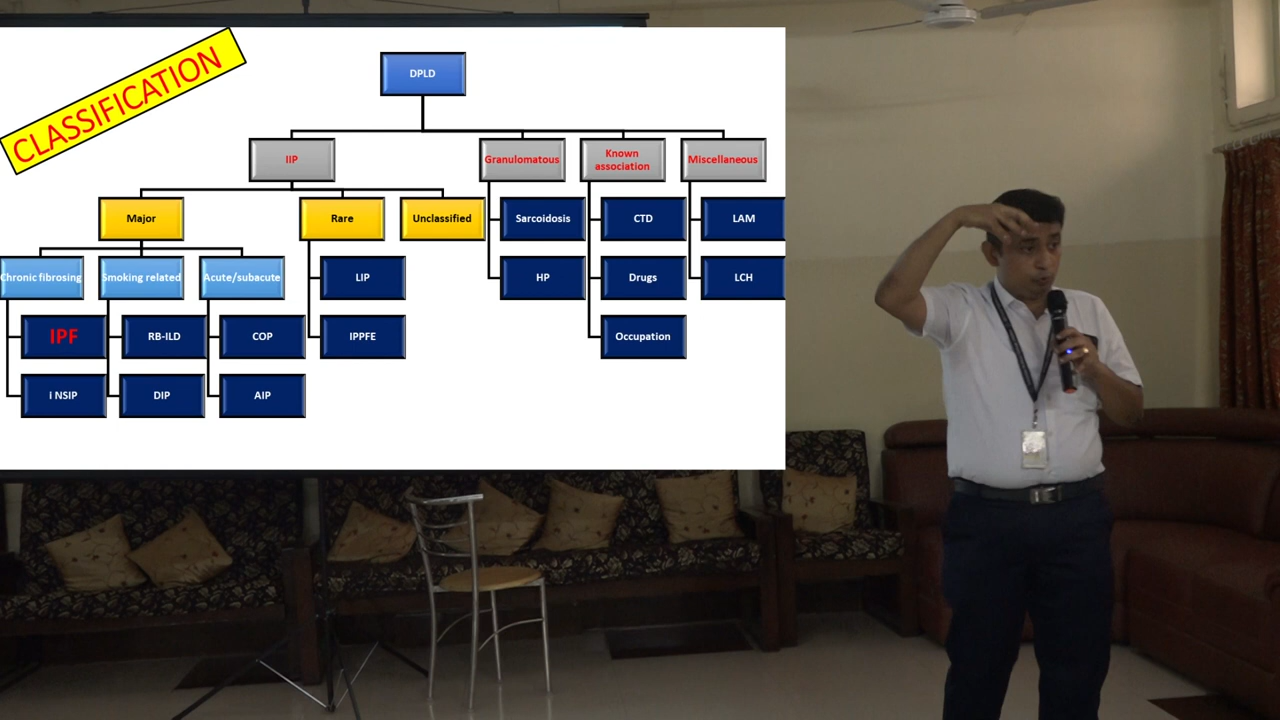 CLASSIFICATION
DPLD
IIP
Granulomatous
Known
association
Miscellaneous
Major
Rare
Unclassified
Sarcoidosis
CTD
LAM
Chronic fibrosing
Smoking related
Acute/subacute
LIP
HP
Drugs
LCH
IPF
RB-ILD
COP
IPPFE
Occupation
i NSIP
DIP
AIP